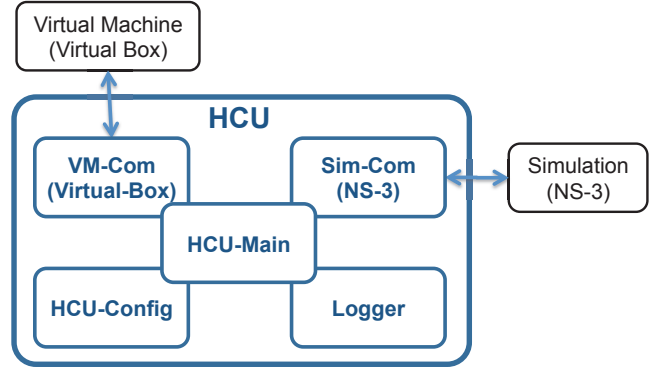 Virtual Machine
(Virtual Box)
HCU
VM-Com
(Virtual-Box)
Sim-Com
(NS-3)
Simulation
(NS-3)
HCU-Main
HCU-Config
Logger